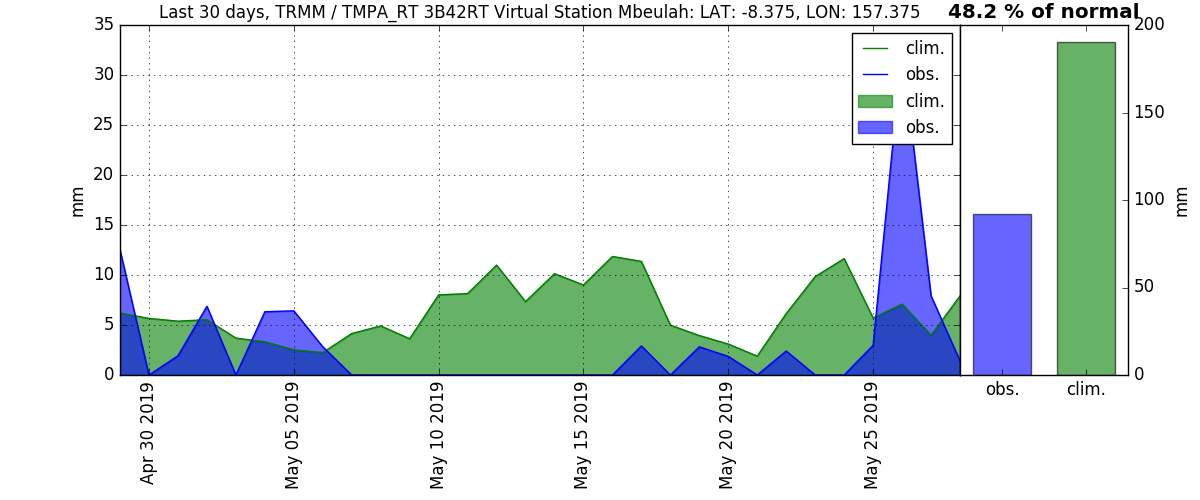 Last 30 days, TRMM / TMPA_RT 3B42RT Virtual Station Mbeulah: LAT: -8.375, LON: 157.375
48.2 % of normal
35
30
25
20
15
10
5
0
mm
clim.
obs.
clim.
obs.
200
150
100
50
0
mm
Apr 30 2019
May 05 2019
May 10 2019
May 15 2019
May 20 2019
May 25 2019
obs.
clim.